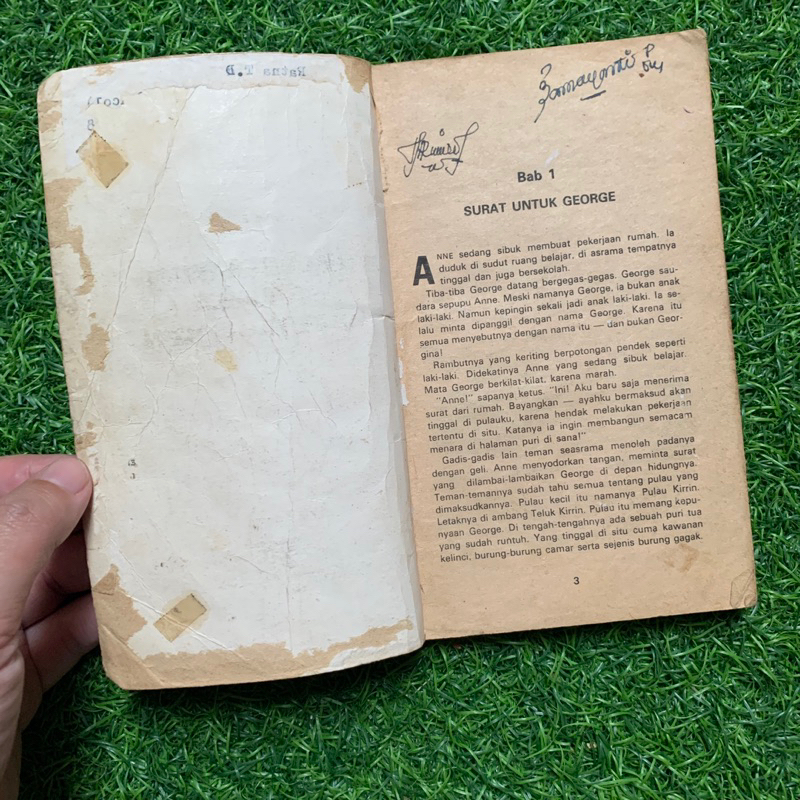 Bab 1
SURAT UNTUK GEORGE
ANNE sedang sibuk membuat pekerjaan rumah. Ia
duduk di sudut ruang belajar, di asrama tempatnya
tinggal dan juga bersekolah.
Tiba-tiba George datang bergegas-gegas. George sau-
dara sepupu Anne. Meski namanya George, ia bukan anak
laki-laki. Namun kepingin sekali jadi anak laki-laki. Ia se-
lalu minta dipanggil dengan nama George. Karena itu
semua menyebutnya dengan nama itu — dan bukan Geor-
gina!
Rambutnya yang keriting berpotongan pendek seperti
laki-laki. Didekatinya Anne yang sedang sibuk belajar.
Mata George berkilat-kilat, karena marah.
"Anne!" sapanya ketus. "Ini! Aku baru saja menerima
surat dari rumah. Bayangkan — ayahku bermaksud akan
tinggal di pulauku, karena hendak melakukan pekerjaan
tertentu di situ. Katanya ia ingin membangun semacam
menara di halaman puri di sana!"
Gadis-gadis lain teman seasrama menoleh padanya
dengan geli. Anne menyodorkan tangan, meminta surat
yang dilambai-lambaikan George di depan hidungnya.
Teman-temannya sudah tahu semua tentang pulau yang
dimaksudkannya. Pulau kecil itu namanya Pulau Kirrin.
Letaknya di ambang Teluk Kirrin. Pulau itu memang kepu-
nyaan George. Di tengah-tengahnya ada sebuah puri tua
yang sudah runtuh. Yang tinggal di situ cuma kawanan
kelinci, burung-burung camar serta sejenis burung gagak.
3